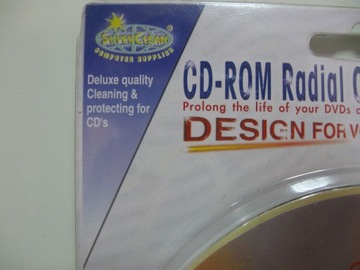 COMPUTER SUPPLIES
Deluxe quality
Cleaning &
protecting for
CD's
CD-ROM Radial
Prolong the life of your DVDs
DESIGN FOR